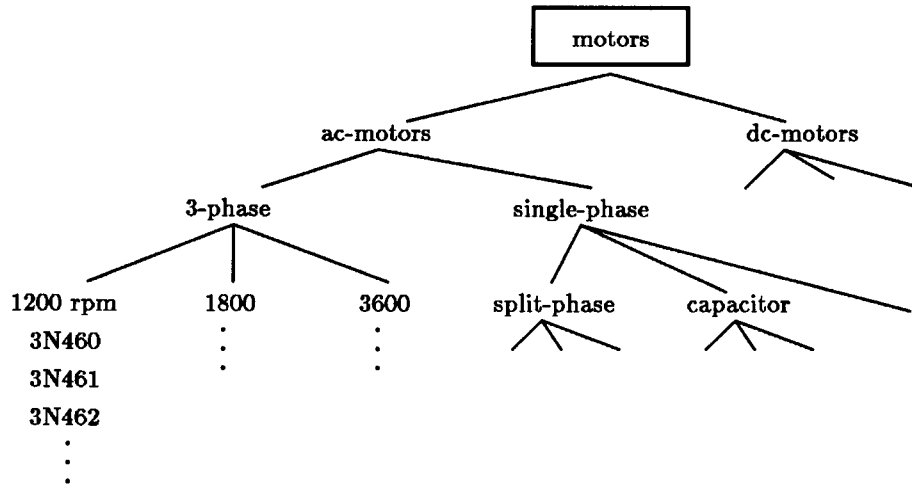 motors
ac-motors dc-motors
3-phase single-phase
1200 rpm 1800 3600 split-phase capacitor
3N460
3N461
3N462